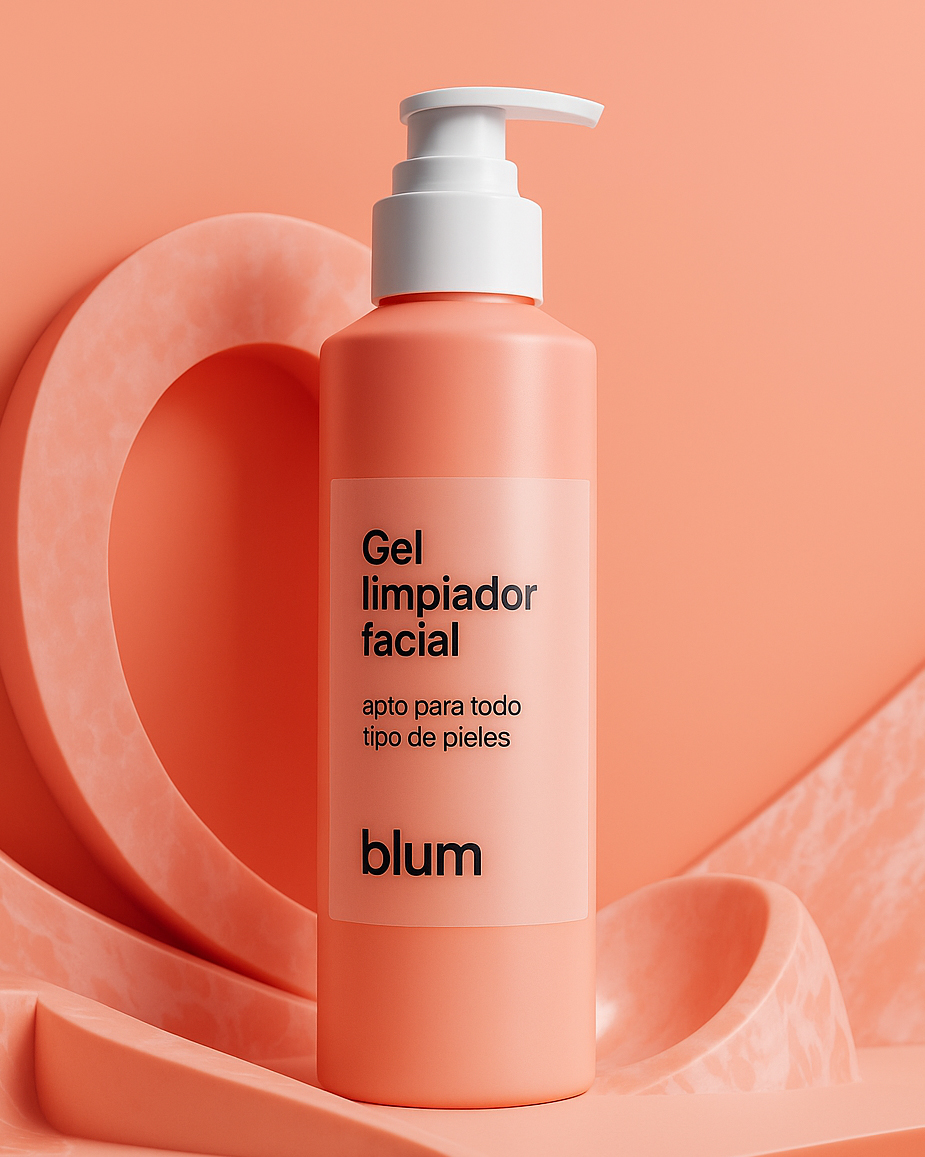 Gel
limpiador
facial
apto para todo
tipo de pieles
blum